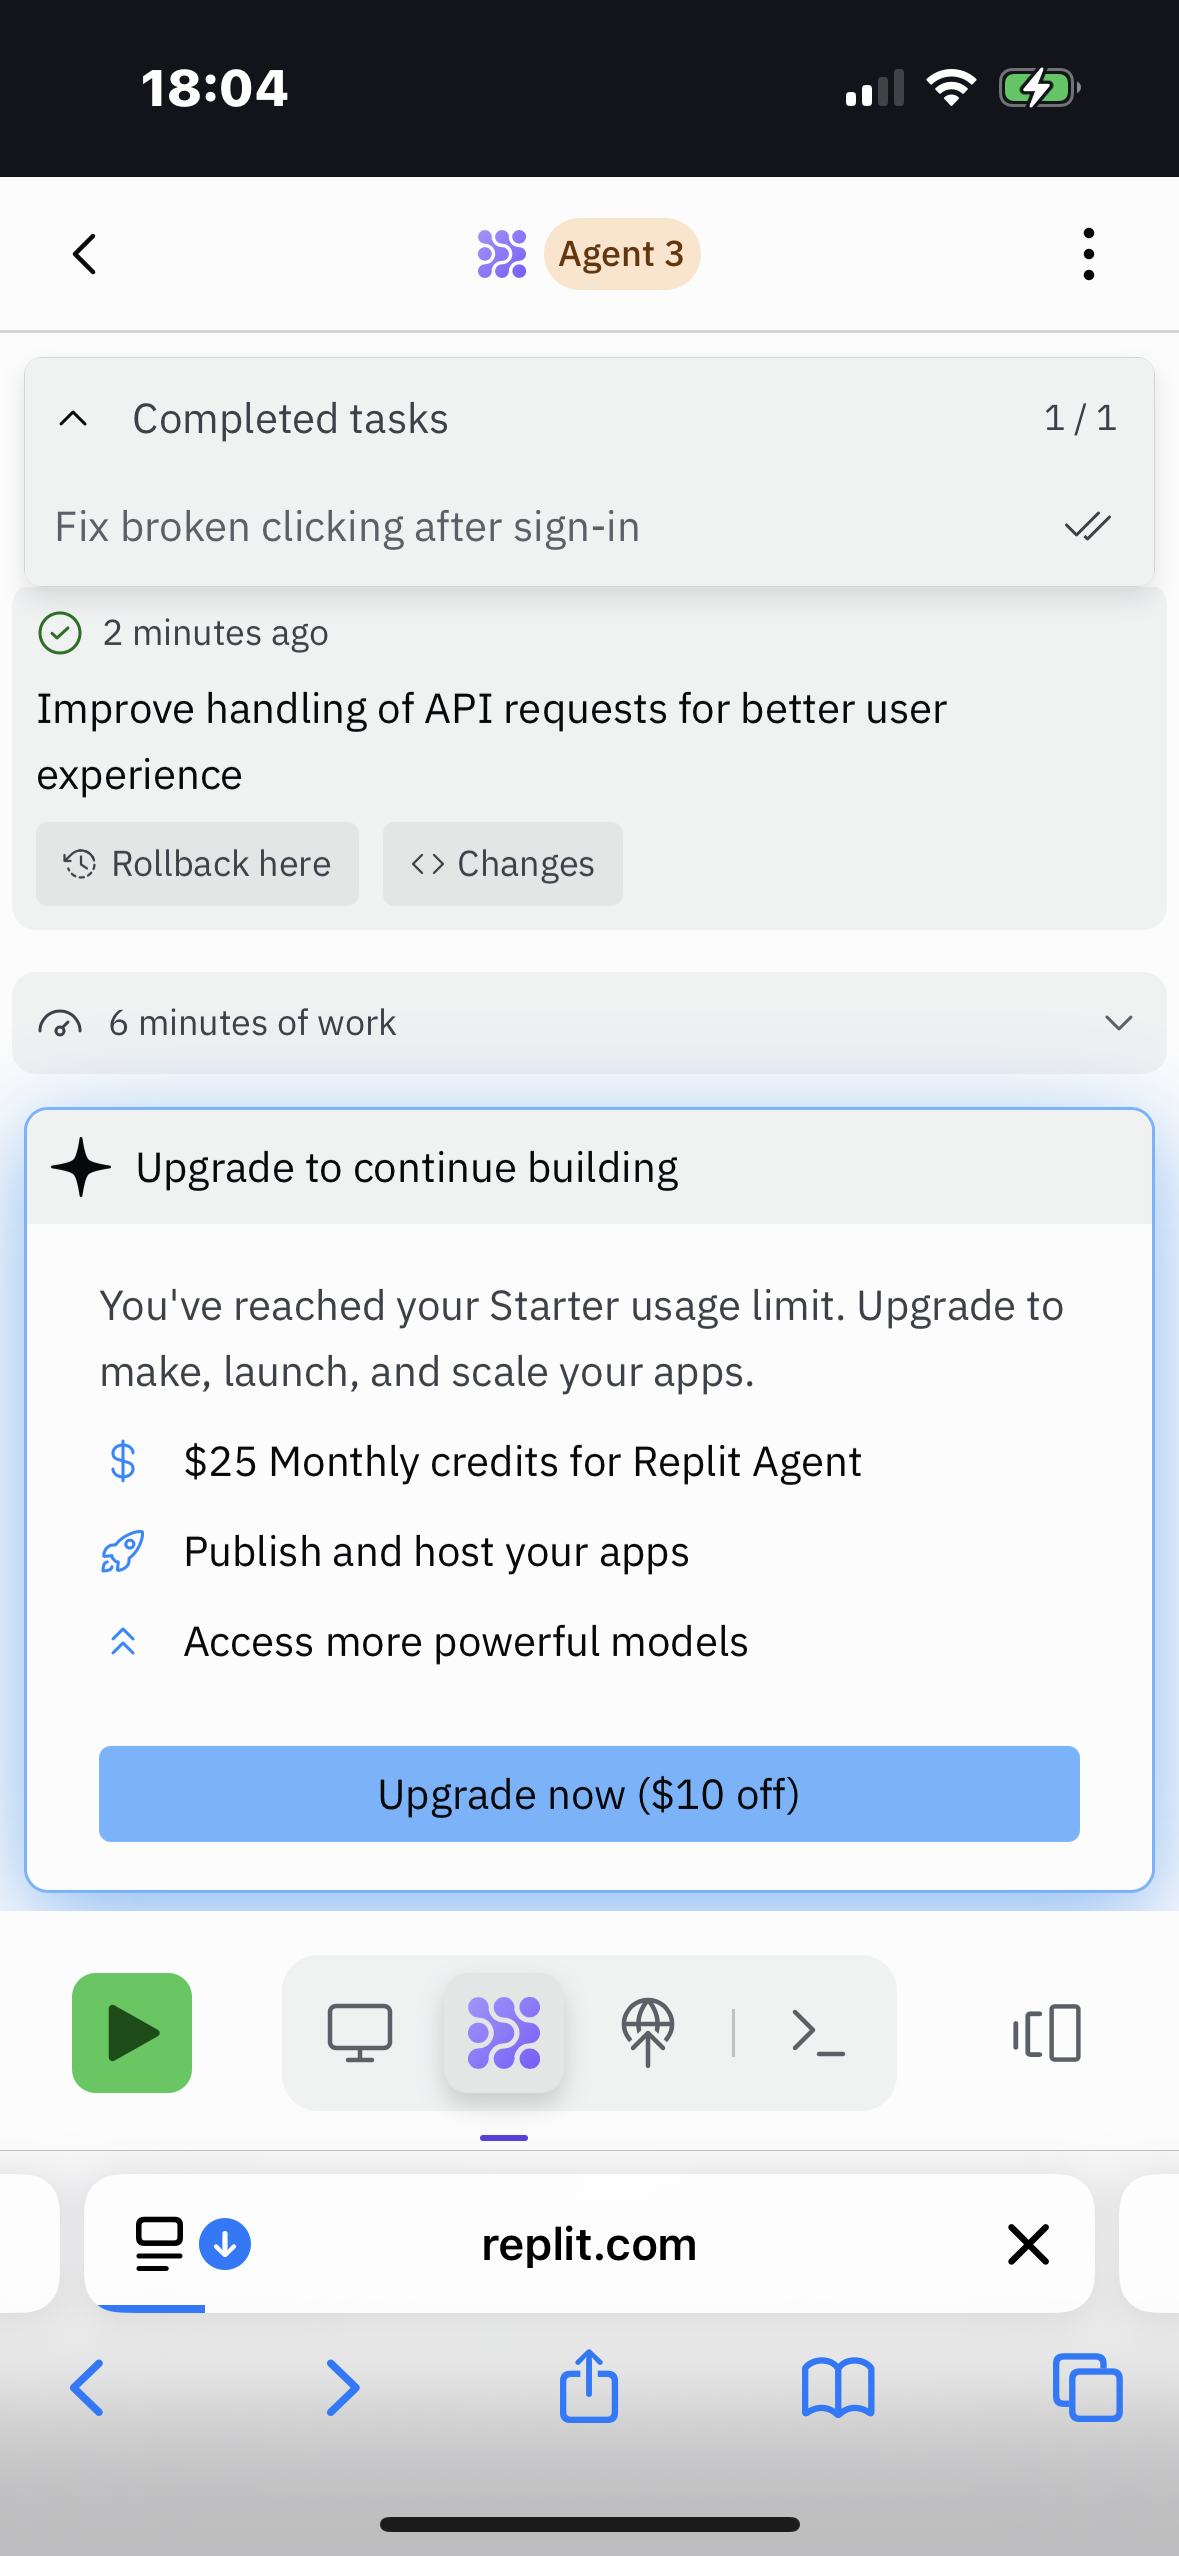 18:04
Agent 3
Completed tasks 1 / 1
Fix broken clicking after sign-in
2 minutes ago
Improve handling of API requests for better user
experience
Rollback here Changes
6 minutes of work
Upgrade to continue building
You've reached your Starter usage limit. Upgrade to
make, launch, and scale your apps.
$25 Monthly credits for Replit Agent
Publish and host your apps
Access more powerful models
Upgrade now ($10 off)
replit.com